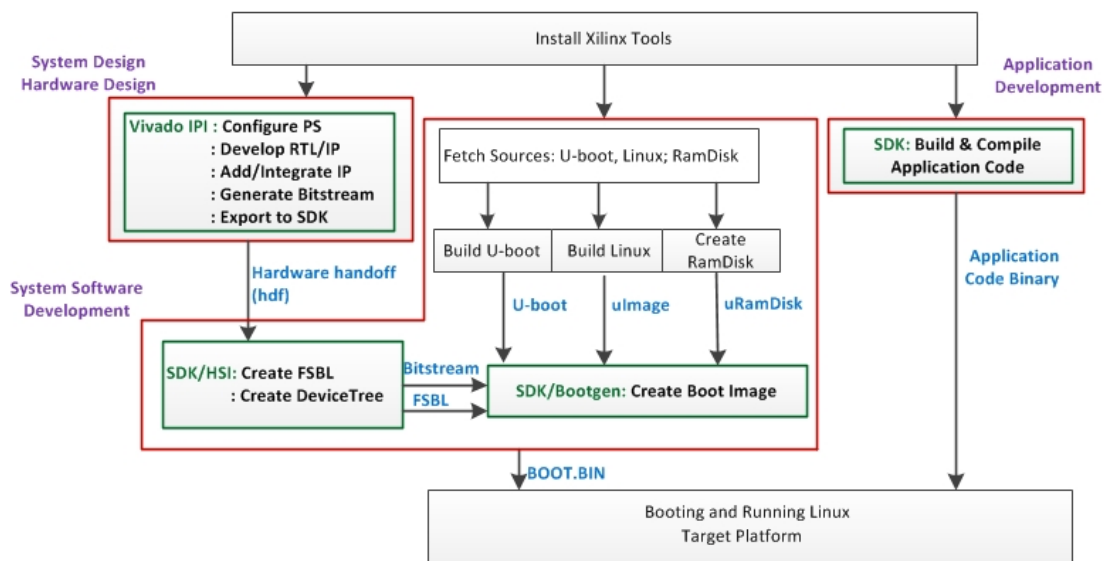 Install Xilinx Tools
System Design
Hardware Design
Application
Development
Vivado IPI : Configure PS
: Develop RTL/IP
: Add/Integrate IP
: Generate Bitstream
: Export to SDK
Fetch Sources: U-boot, Linux; RamDisk
SDK: Build & Compile
Application Code
Build U-boot
Build Linux
Create
RamDisk
Hardware handoff
(hdf)
Application
Code Binary
System Software
Development
U-boot
uImage
uRamDisk
SDK/HSI: Create FSBL
: Create DeviceTree
Bitstream
FSBL
SDK/Bootgen: Create Boot Image
BOOT.BIN
Booting and Running Linux
Target Platform